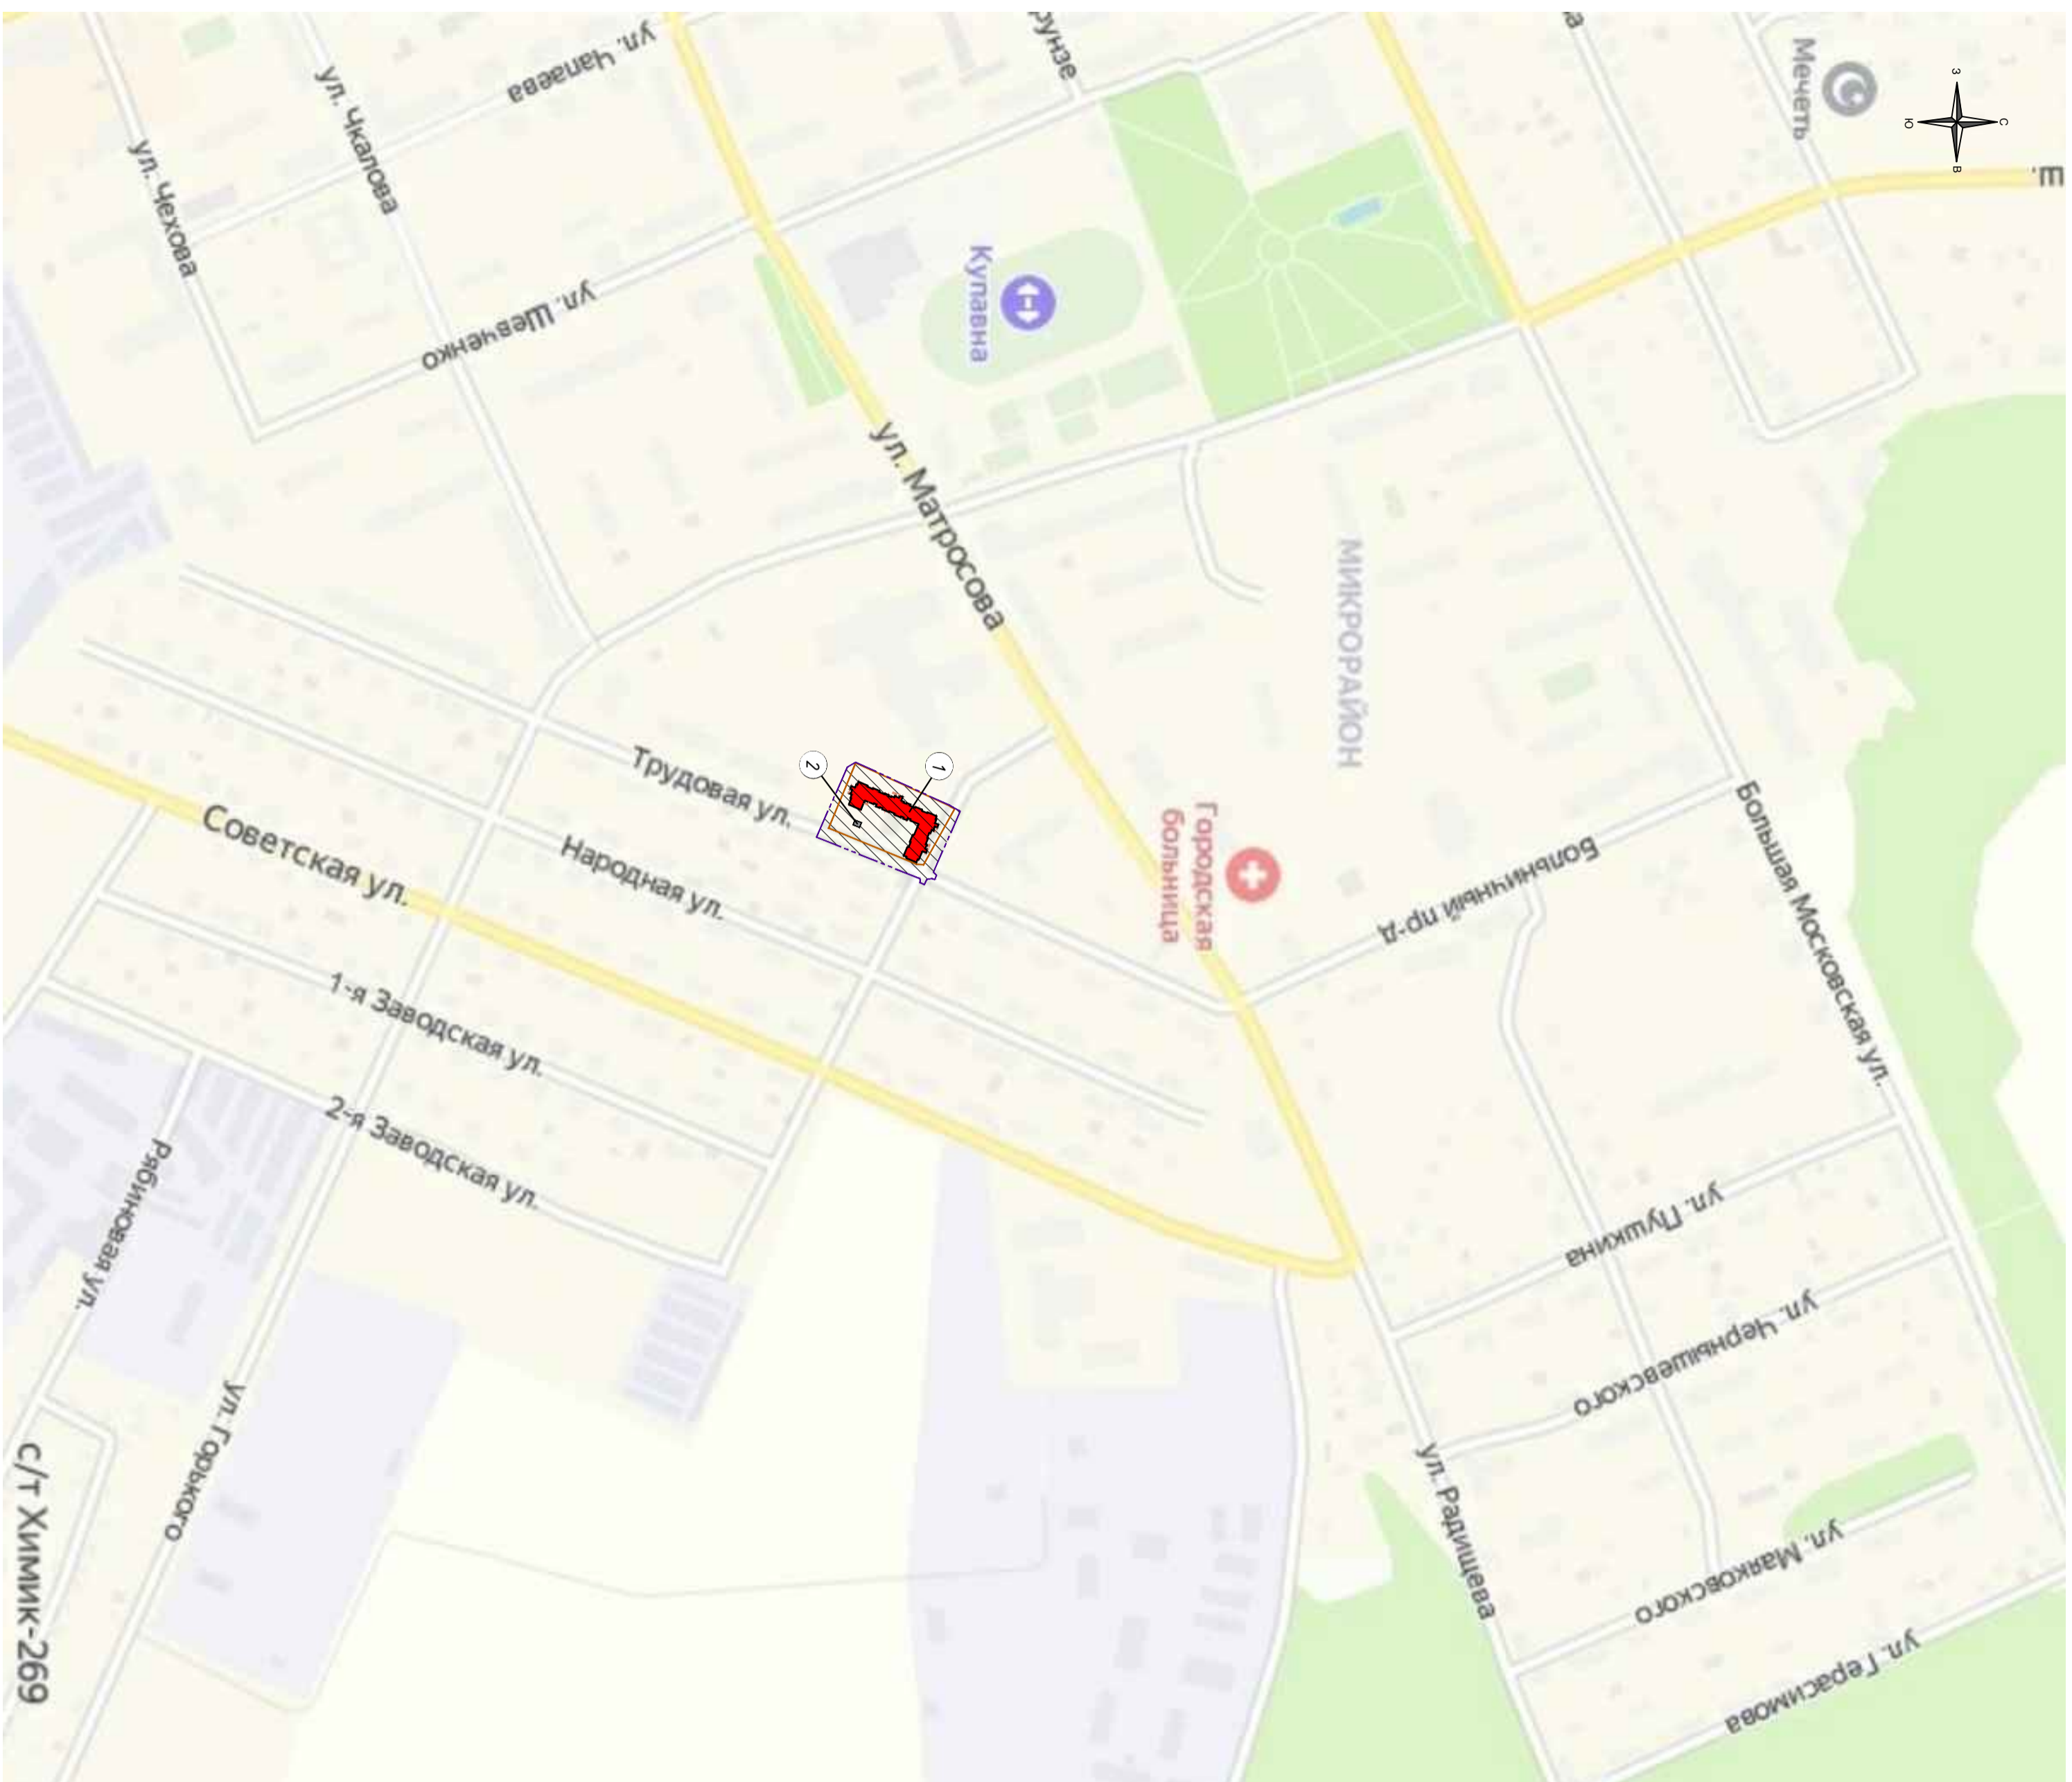 З
С
Ю
В
Ш.
Мечеть
ул. Чапаева
ул. Чкалова
ул. Чехова
ул. Шевченко
Купавна
ул. Матросова
МИКРОРАЙОН
Большая Московская ул.
Больничный пр-д
Городская
больница
1
2
Трудовая ул.
Народная ул.
Советская ул.
1-я Заводская ул.
2-я Заводская ул.
Рябиновая ул.
ул. Горького
с/т Химик-269
ул. Пушкина
ул. Чернышевского
ул. Радищева
ул. Маяковского
ул. Герасимова